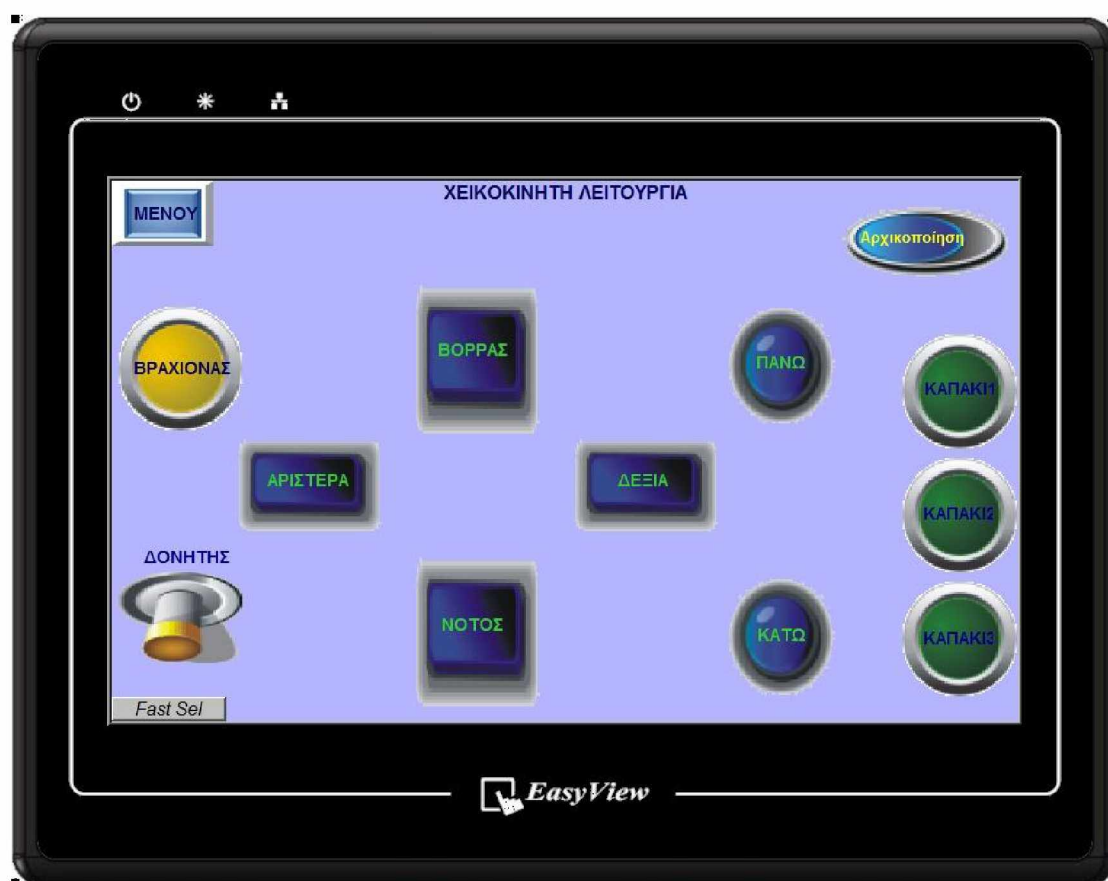 ΧΕΙΚΟΚΙΝΗΤΗ ΛΕΙΤΟΥΡΓΙΑ
ΜΕΝΟΥ
Αρχικοποίηση
ΒΟΡΡΑΣ
ΠΑΝΩ
ΒΡΑΧΙΟΝΑΣ
ΚΑΠΑΚΙ1
ΑΡΙΣΤΕΡΑ
ΔΕΞΙΑ
ΚΑΠΑΚΙ2
ΔΟΝΗΤΗΣ
ΝΟΤΟΣ
ΚΑΤΩ
ΚΑΠΑΚΙ3
Fast Sel
EasyView